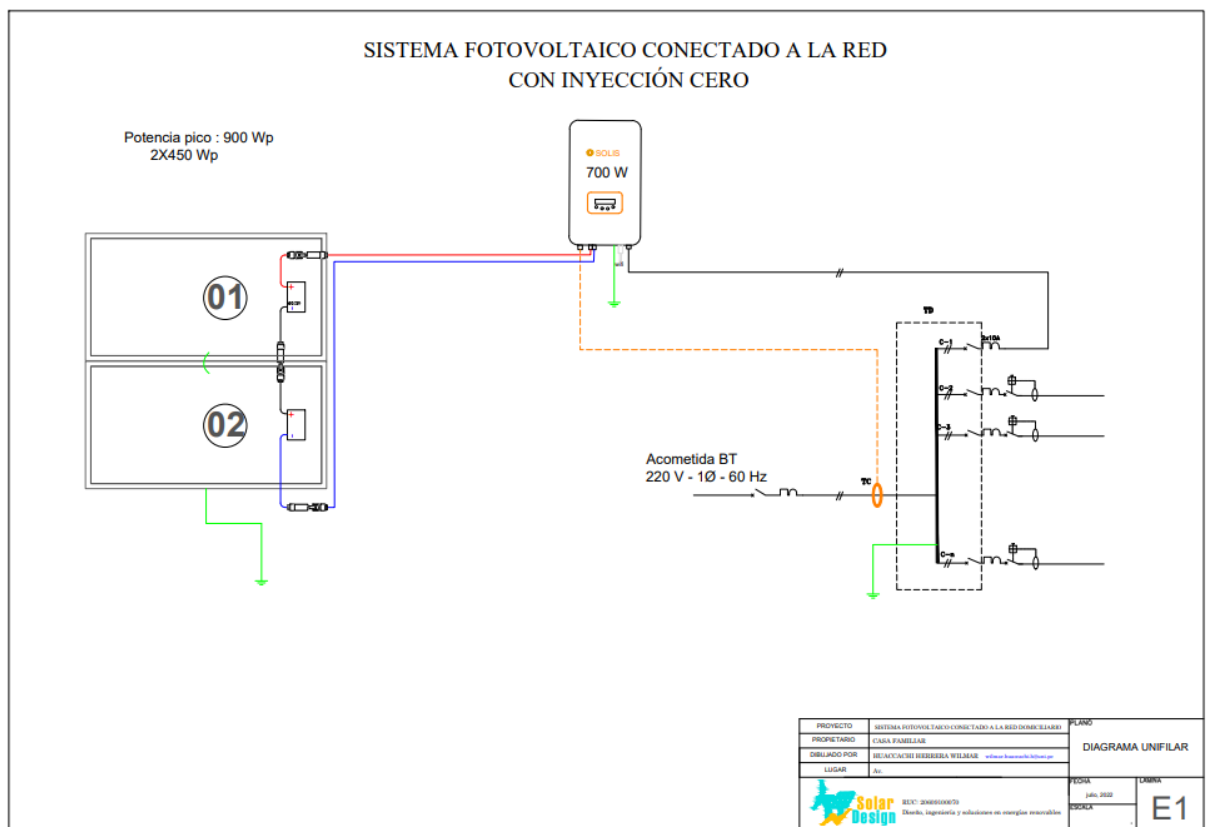 SISTEMA FOTOVOLTAICO CONECTADO A LA RED
CON INYECCIÓN CERO
Potencia pico : 900 Wp
2X450 Wp
SOLIS
700 W
01
02
TD
C-1
2x10A
C-2
C-3
C-n
Acometida BT
220 V - 1Ø - 60 Hz
TC
PROYECTO
SISTEMA FOTOVOLTAICO CONECTADO A LA RED DOMICILIARIO
PROPIETARIO
CASA FAMILIAR
DIBUJADO POR
HUACCACHI HERRERA WILMAR
LUGAR
Av.
PLANO
DIAGRAMA UNIFILAR
FECHA
julio, 2022
ESCALA
LAMINA
E1
Solar
Design
RUC:
Diseño, ingeniería y soluciones en energías renovables